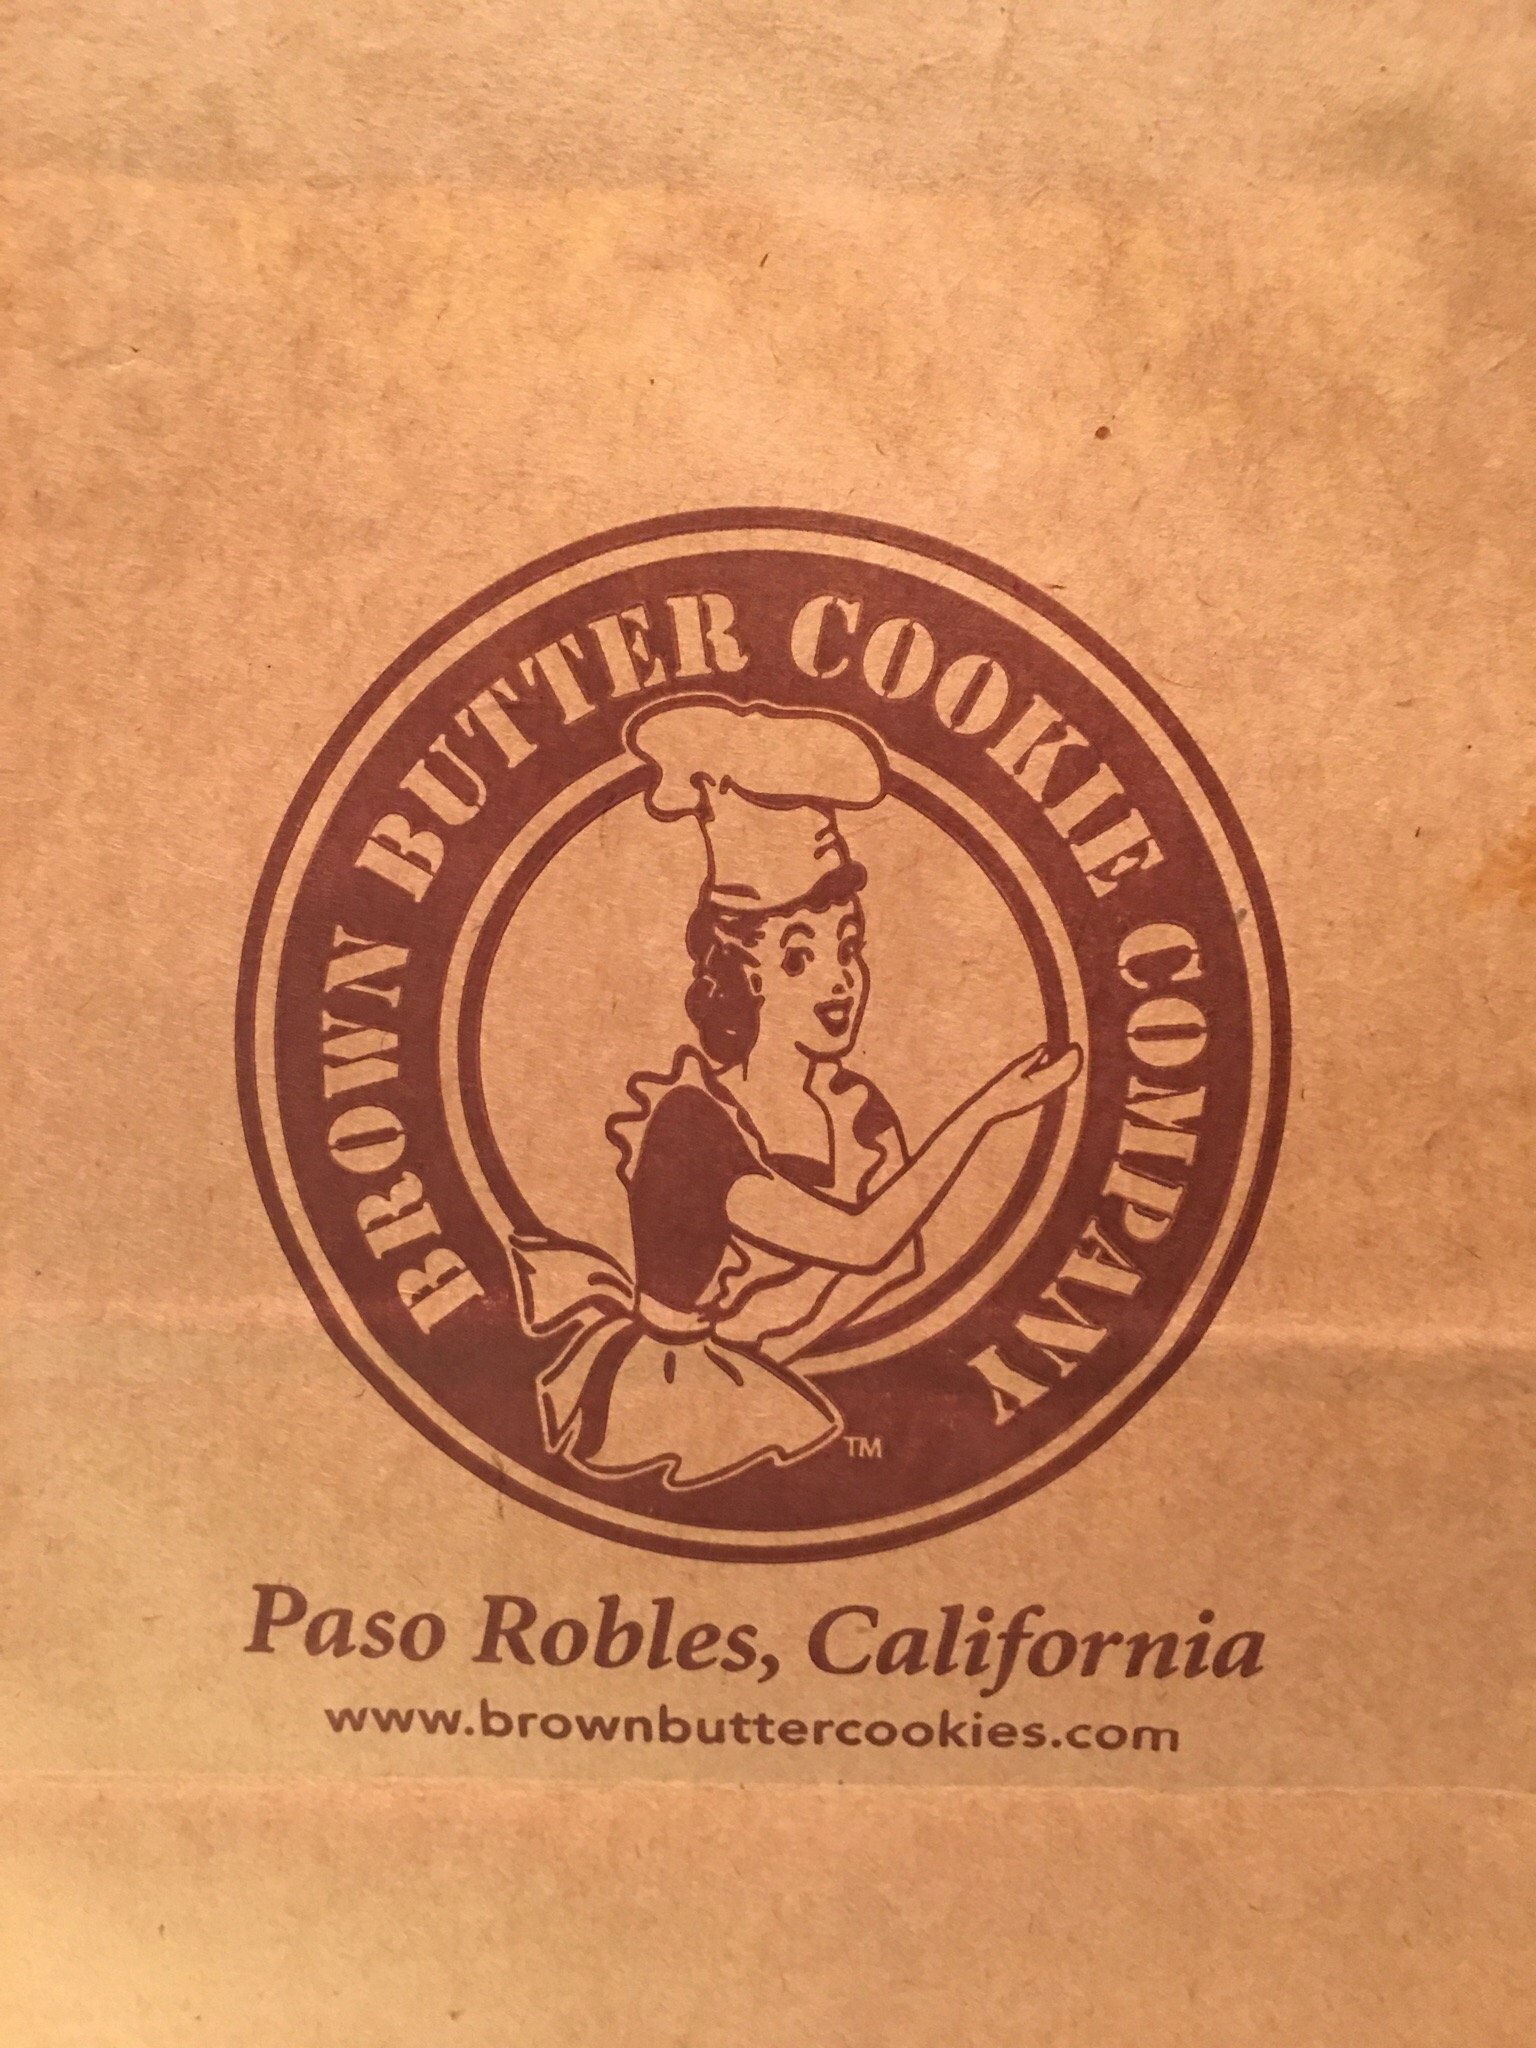 BROWN BUTTER COOKIE COMPANY
TM
Paso Robles, California
www.brownbuttercookies.com